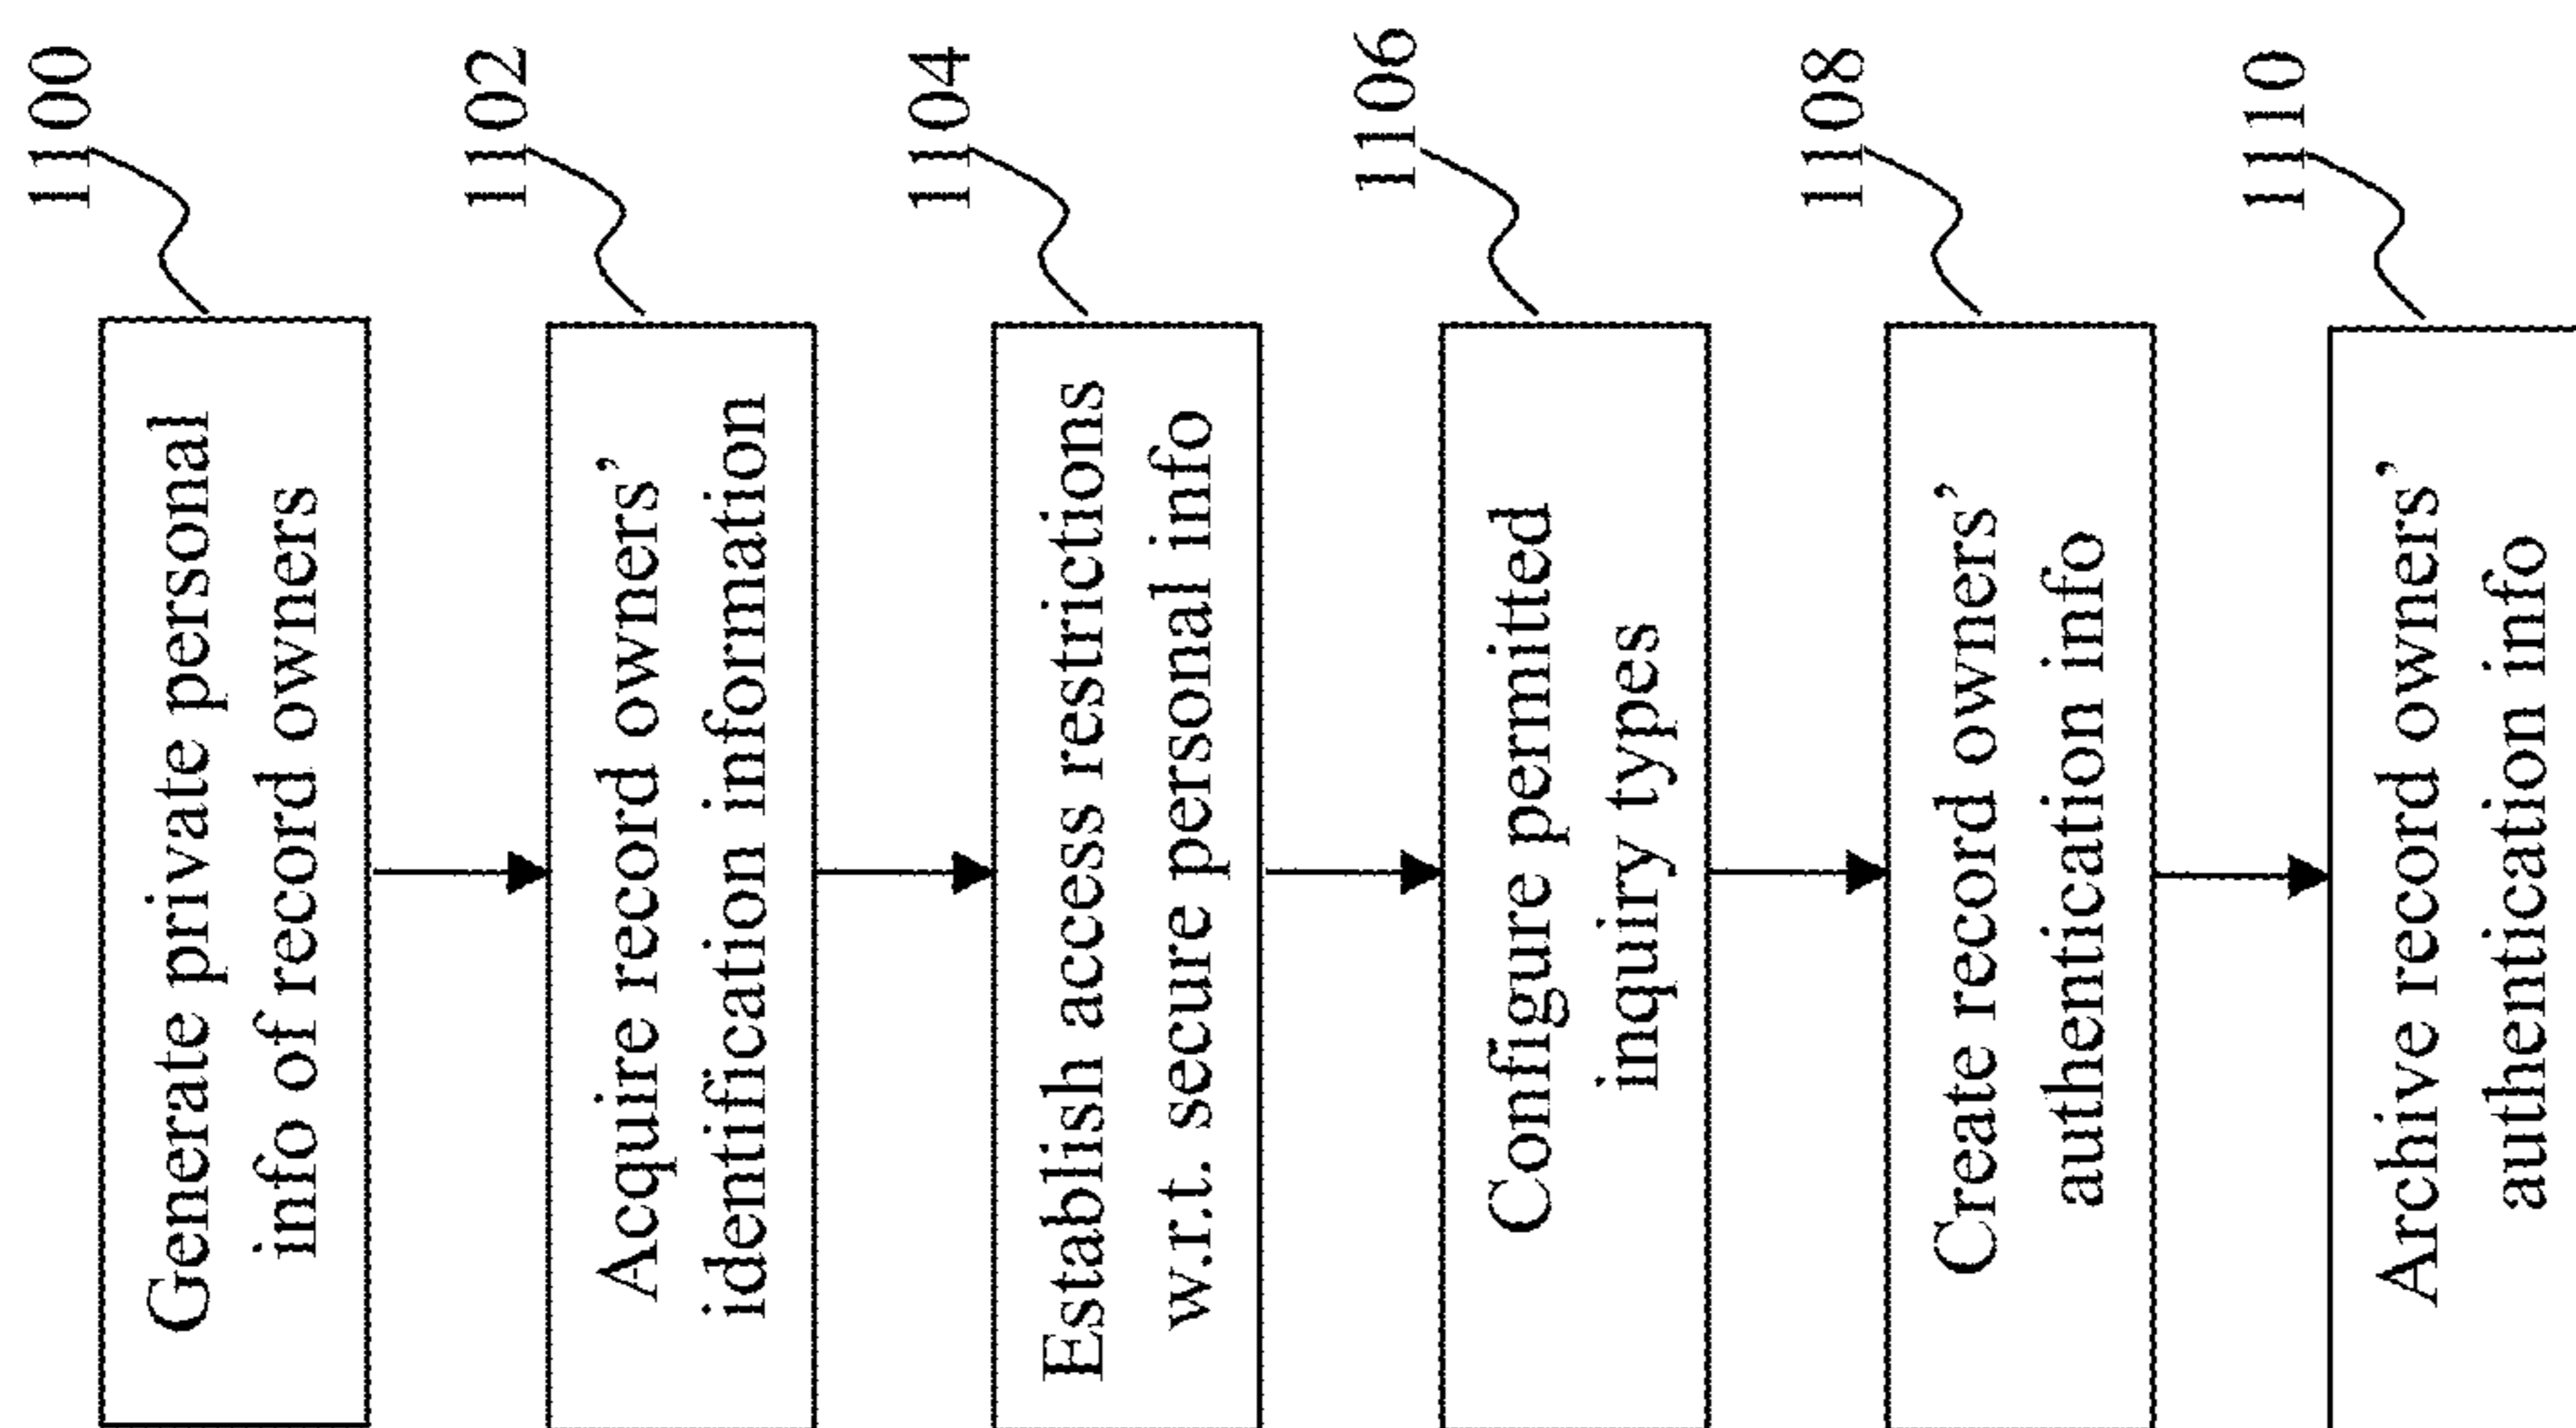 1100
Generate private personal
info of record owners
1102
Acquire record owners’
identification information
1104
Establish access restrictions
w.r.t. secure personal info
1106
Configure permitted
inquiry types
1108
Create record owners’
authentication info
1110
Archive record owners’
authentication info